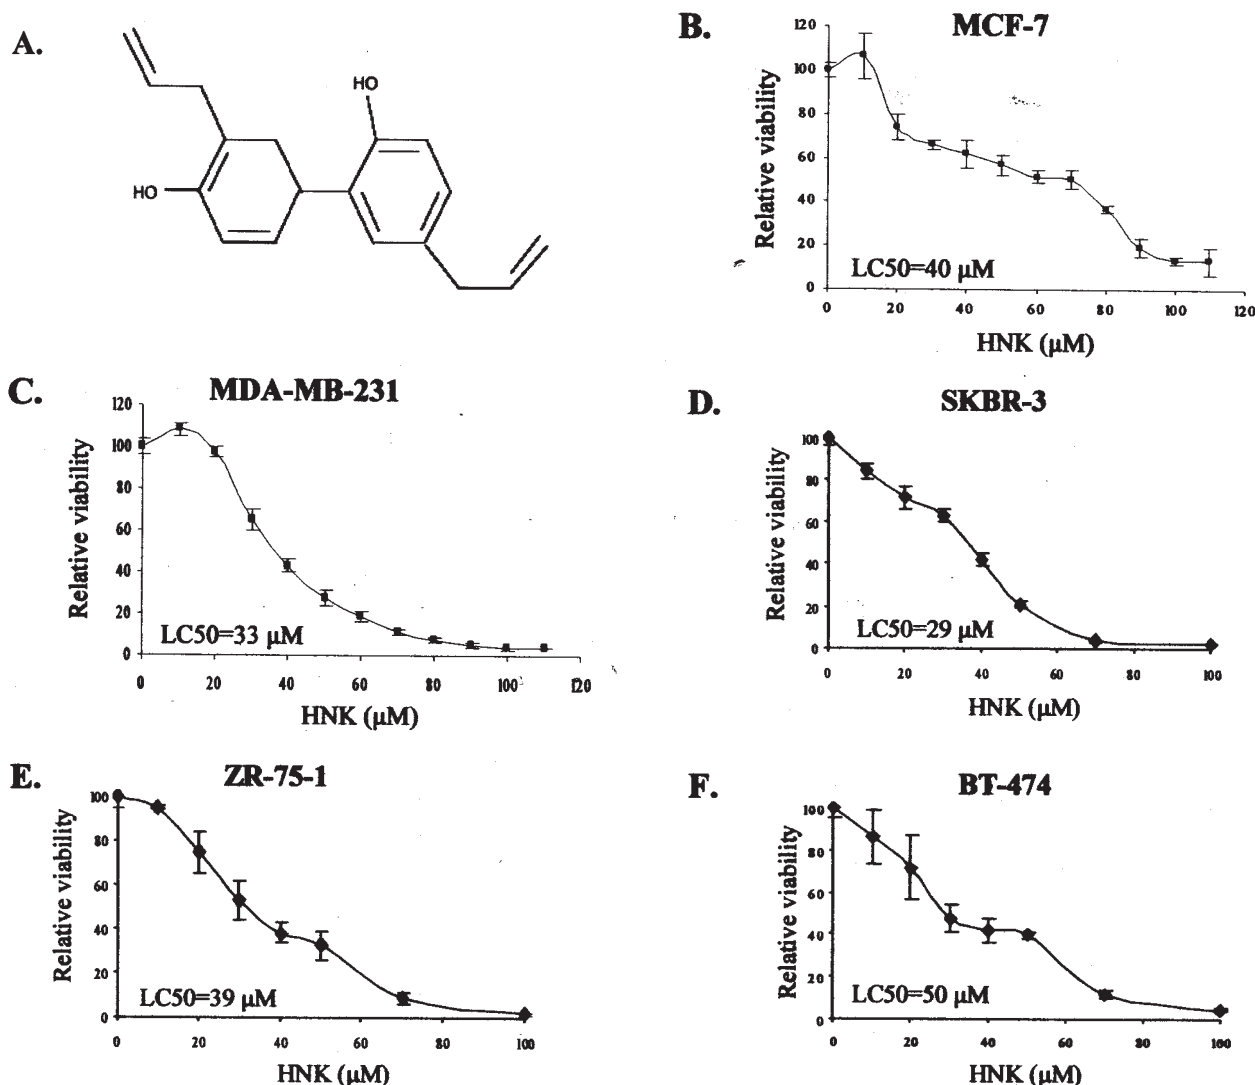 A.
HO
HO
B.
MCF-7
120
100
80
60
40
20
0
Relative viability
LC50=40 μM
0 20 40 60 80 100 120
HNK (μM)
C.
MDA-MB-231
120
100
80
60
40
20
0
Relative viability
LC50=33 μM
0 20 40 60 80 100 120
HNK (μM)
D.
SKBR-3
100
80
60
40
20
0
Relative viability
LC50=29 μM
0 20 40 60 80 100
HNK (μM)
E.
ZR-75-1
100
80
60
40
20
0
Relative viability
LC50=39 μM
0 20 40 60 80 100
HNK (μM)
F.
BT-474
100
80
60
40
20
0
Relative viability
LC50=50 μM
0 20 40 60 80 100
HNK (μM)